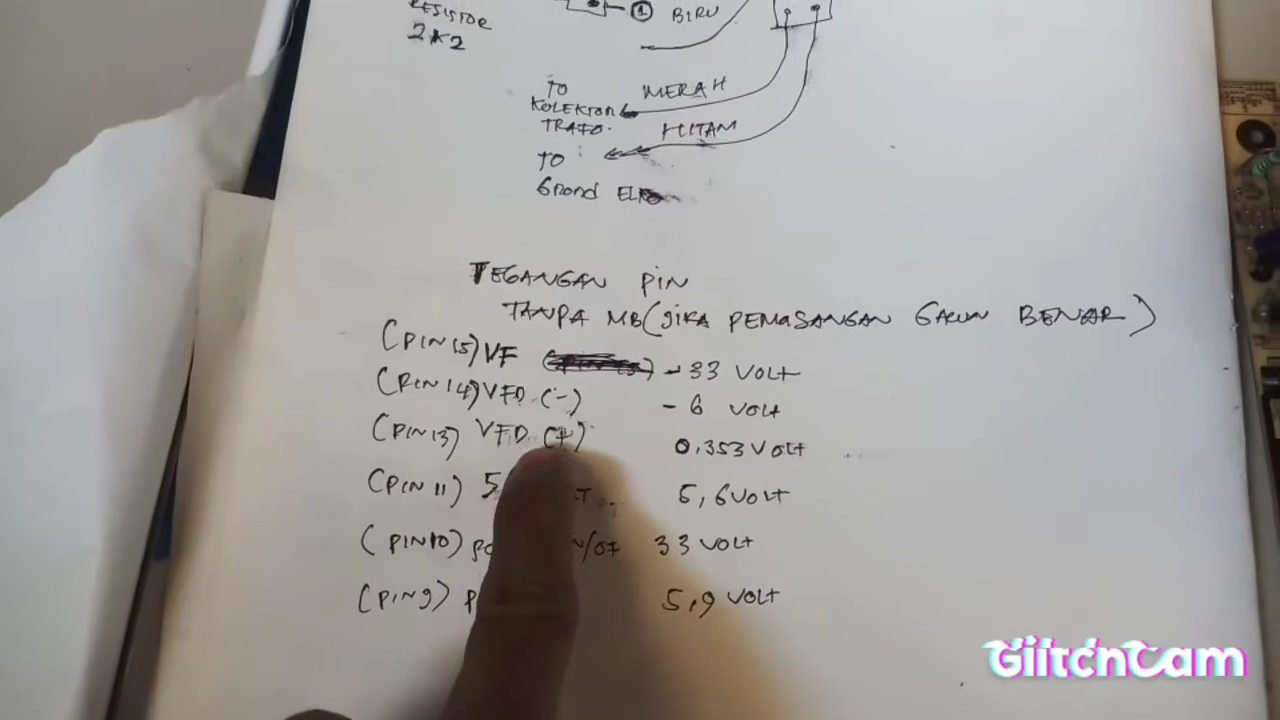 RESISTOR
2K2
1 BIRU
TO
KOLEKTOR
TRAFO.
MERAH
HITAM
TO
Grond
TEGANGAN PIN
TANPA MB (JIKA PEMASANGAN GACUN BENAR)
(PIN 15) VF - 33 VOLT
(PIN 14) VFD (-) - 6 VOLT
(PIN 13) VFD (+) 0,353 VOLT
(PIN 11) 5 5,6 VOLT
(PIN 10) 33 VOLT
(PIN 9) 5,9 VOLT
GlitchCam